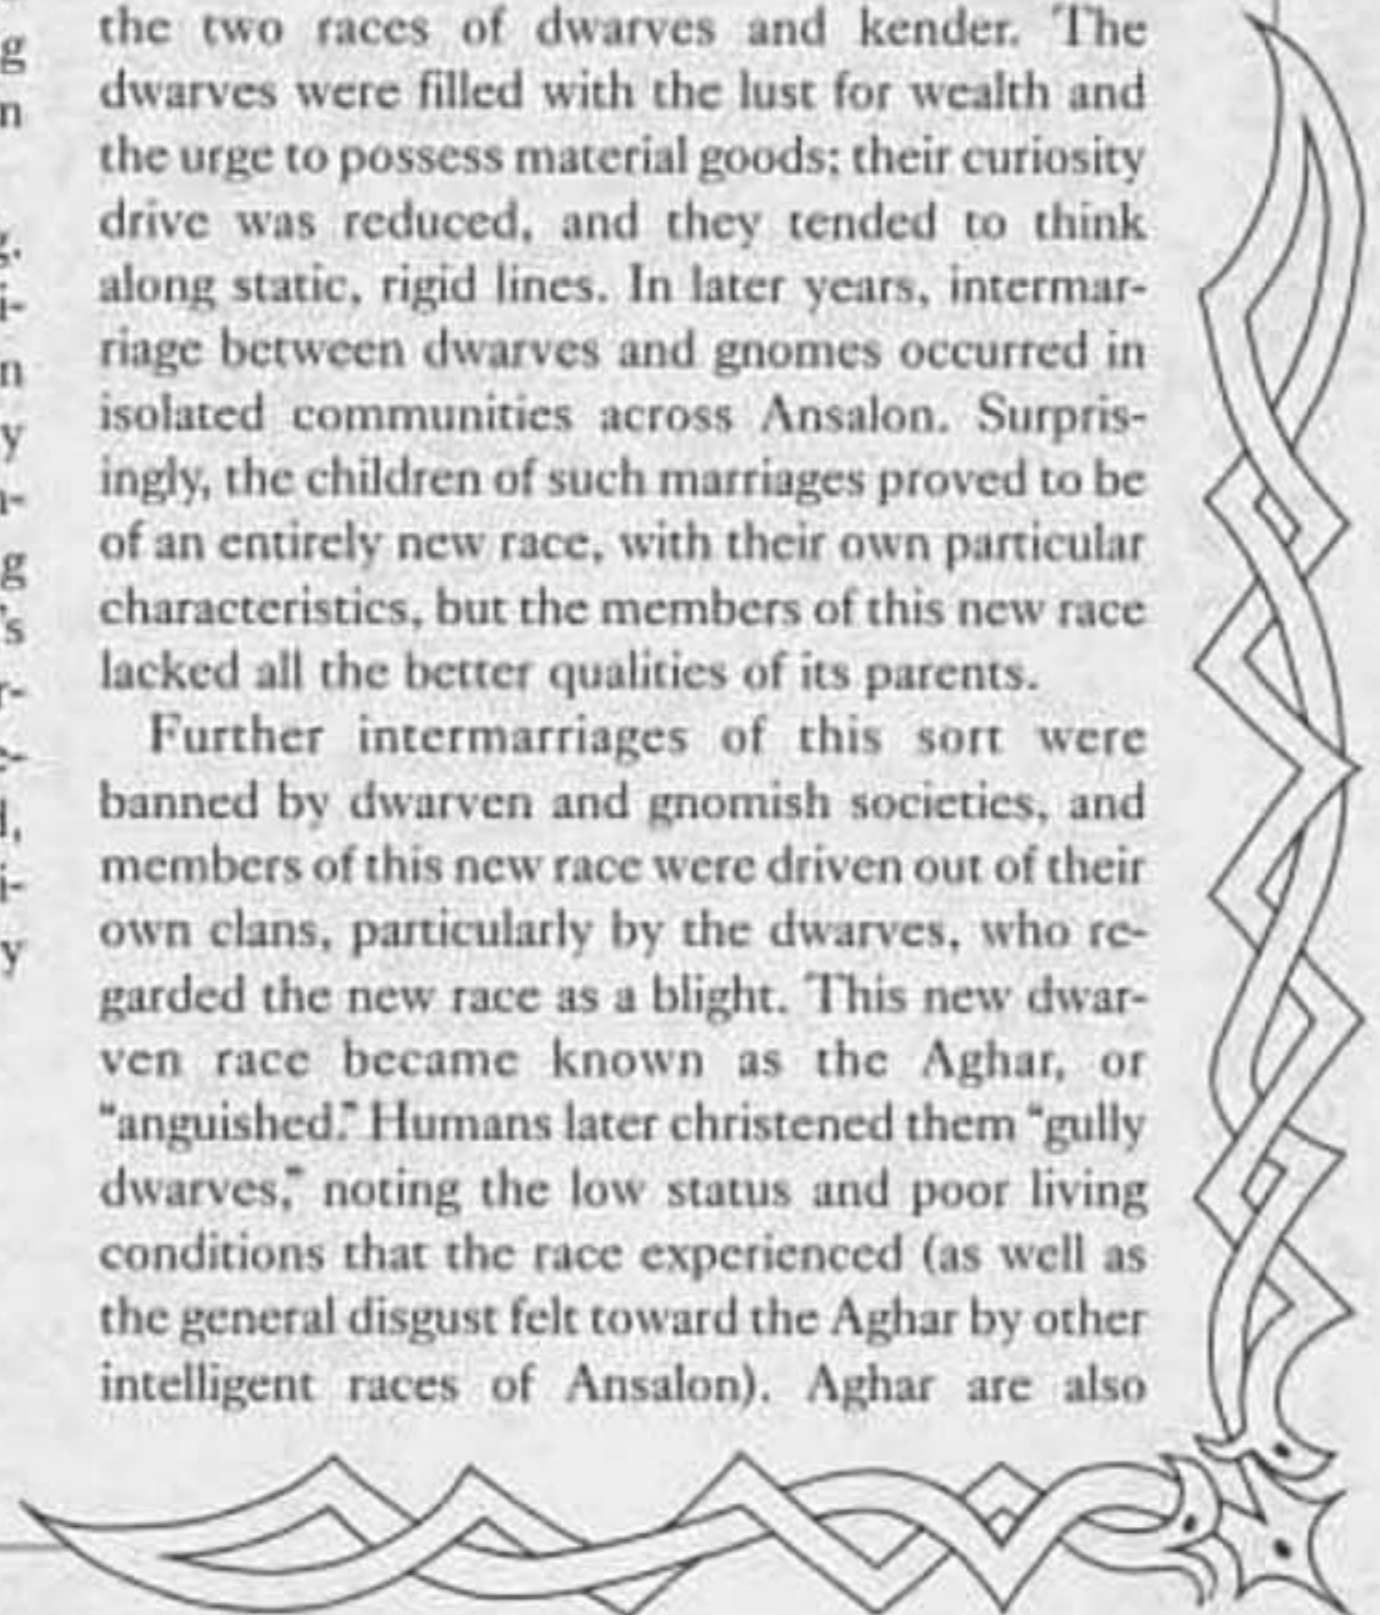 the two races of dwarves and kender. The
dwarves were filled with the lust for wealth and
the urge to possess material goods; their curiosity
drive was reduced, and they tended to think
along static, rigid lines. In later years, intermar-
riage between dwarves and gnomes occurred in
isolated communities across Ansalon. Surpris-
ingly, the children of such marriages proved to be
of an entirely new race, with their own particular
characteristics, but the members of this new race
lacked all the better qualities of its parents.
Further intermarriages of this sort were
banned by dwarven and gnomish societies, and
members of this new race were driven out of their
own clans, particularly by the dwarves, who re-
garded the new race as a blight. This new dwar-
ven race became known as the Aghar, or
“anguished.” Humans later christened them “gully
dwarves,” noting the low status and poor living
conditions that the race experienced (as well as
the general disgust felt toward the Aghar by other
intelligent races of Ansalon). Aghar are also